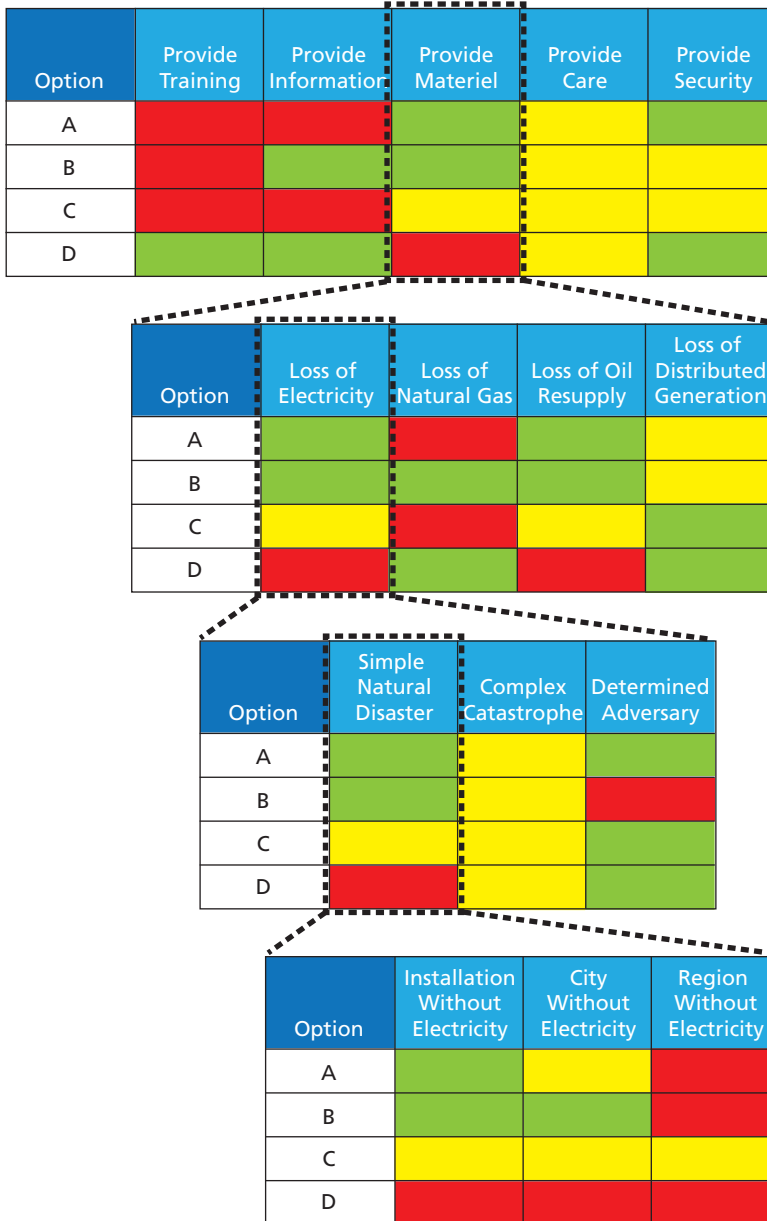 Option
Provide
Training
Provide
Information
Provide
Materiel
Provide
Care
Provide
Security
A
B
C
D
Option
Loss of
Electricity
Loss of
Natural Gas
Loss of Oil
Resupply
Loss of
Distributed
Generation
A
B
C
D
Option
Simple
Natural
Disaster
Complex
Catastrophe
Determined
Adversary
A
B
C
D
Option
Installation
Without
Electricity
City
Without
Electricity
Region
Without
Electricity
A
B
C
D